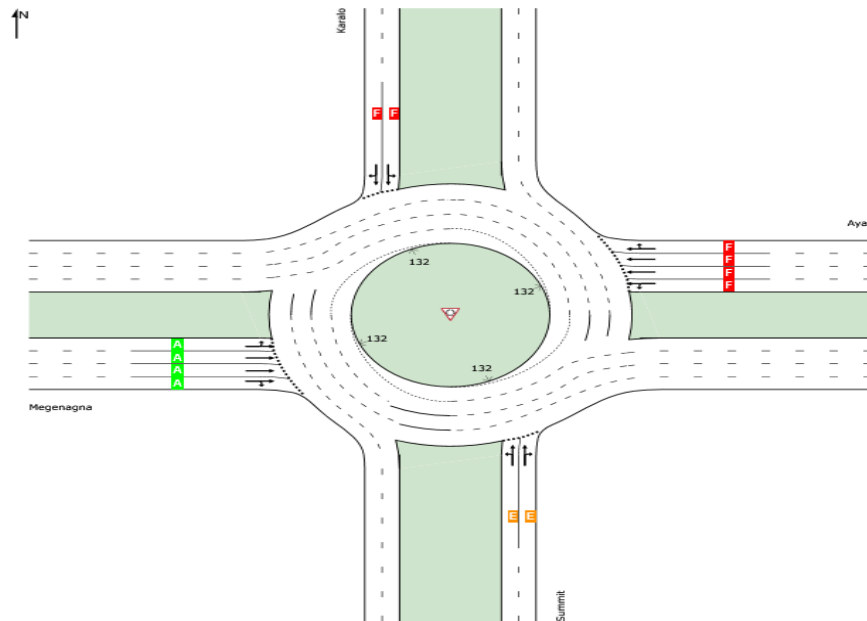 N
Karalo
F F
Aya
F
F
F
F
132
132
132
132
A
A
A
A
Megenagna
E E
Summit